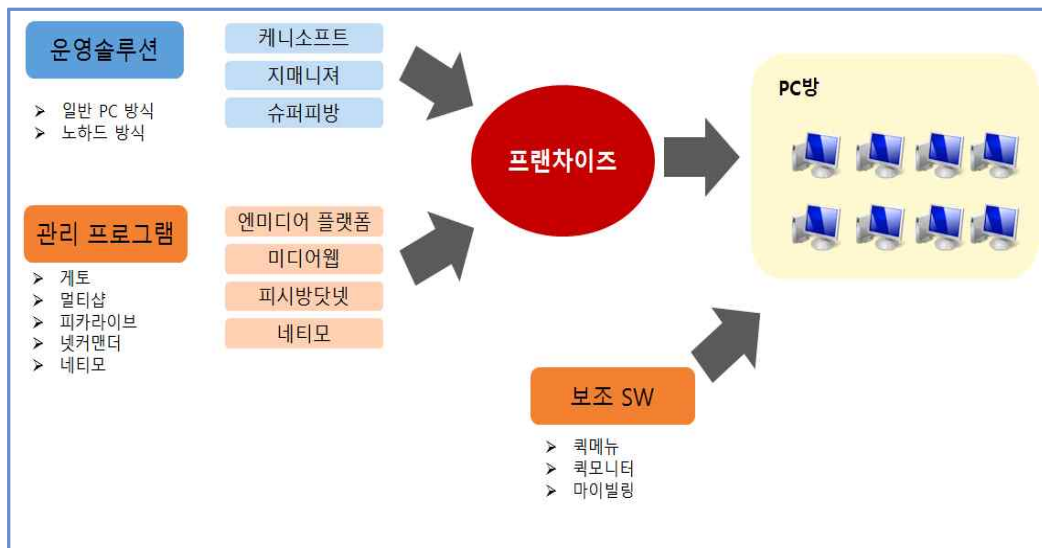 운영솔루션
➤ 일반 PC 방식
➤ 노하드 방식
케니소프트
지매니져
슈퍼피방
관리 프로그램
➤ 게토
➤ 멀티샵
➤ 피카라이브
➤ 넷커맨더
➤ 네티모
엔미디어 플랫폼
미디어웹
피시방닷넷
네티모
프랜차이즈
PC방
보조 SW
➤ 퀵메뉴
➤ 퀵모니터
➤ 마이빌링